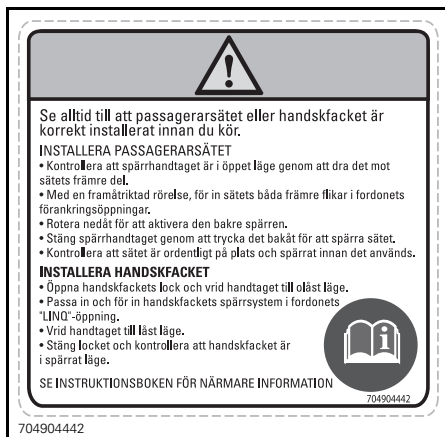 Se alltid till att passagerarsätet eller handskfacket är
korrekt installerat innan du kör.
INSTALLERA PASSAGERARSÄTET
• Kontrollera att spärrhandtaget är i öppet läge genom att dra det mot
sätets främre del.
• Med en framåtriktad rörelse, för in sätets båda främre flikar i fordonets
förankringsöppningar.
• Rotera nedåt för att aktivera den bakre spärren.
• Stäng spärrhandtaget genom att trycka det bakåt för att spärra sätet.
• Kontrollera att sätet är ordentligt på plats och spärrat innan det används.
INSTALLERA HANDSKFACKET
• Öppna handskfackets lock och vrid handtaget till olåst läge.
• Passa in och för in handskfackets spärrsystem i fordonets
"LINQ"-öppning.
• Vrid handtaget till låst läge.
• Stäng locket och kontrollera att handskfacket är
i spärrat läge.
SE INSTRUKTIONSBOKEN FÖR NÄRMARE INFORMATION
704904442
704904442